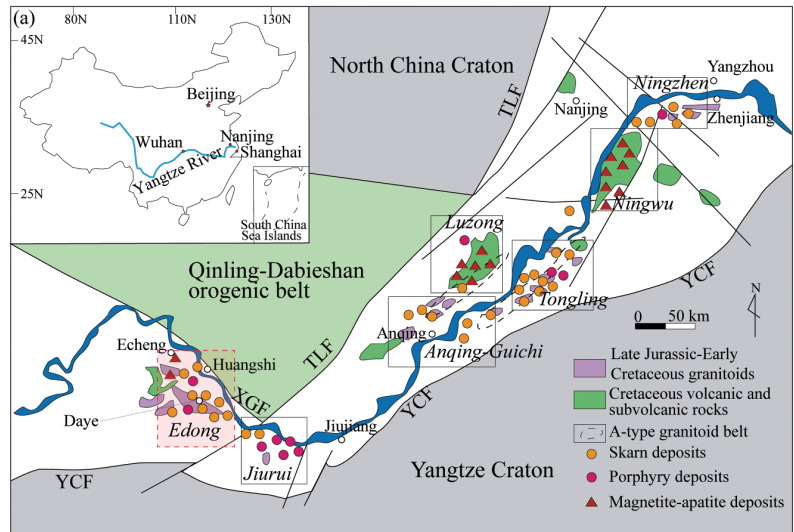 (a)
80N
110N
130N
45N
25N
Beijing
Wuhan
Nanjing
Shanghai
Yangtze River
South China
Sea Islands
North China Craton
TLF
Ningzhen
Yangzhou
Nanjing
Zhenjiang
Ningwu
Luzong
Qinling-Dabieshan
orogenic belt
?
Tongling
YCF
N
Echeng
Huangshi
TLF
Anqing
Anqing-Guichi
0
50 km
Late Jurassic-Early
Cretaceous granitoids
Cretaceous volcanic and
subvolcanic rocks
A-type granitoid belt
Skarn deposits
Porphyry deposits
Magnetite-apatite deposits
XGF
YCF
Daye
Edong
Jiujiang
Jiurui
Yangtze Craton
YCF